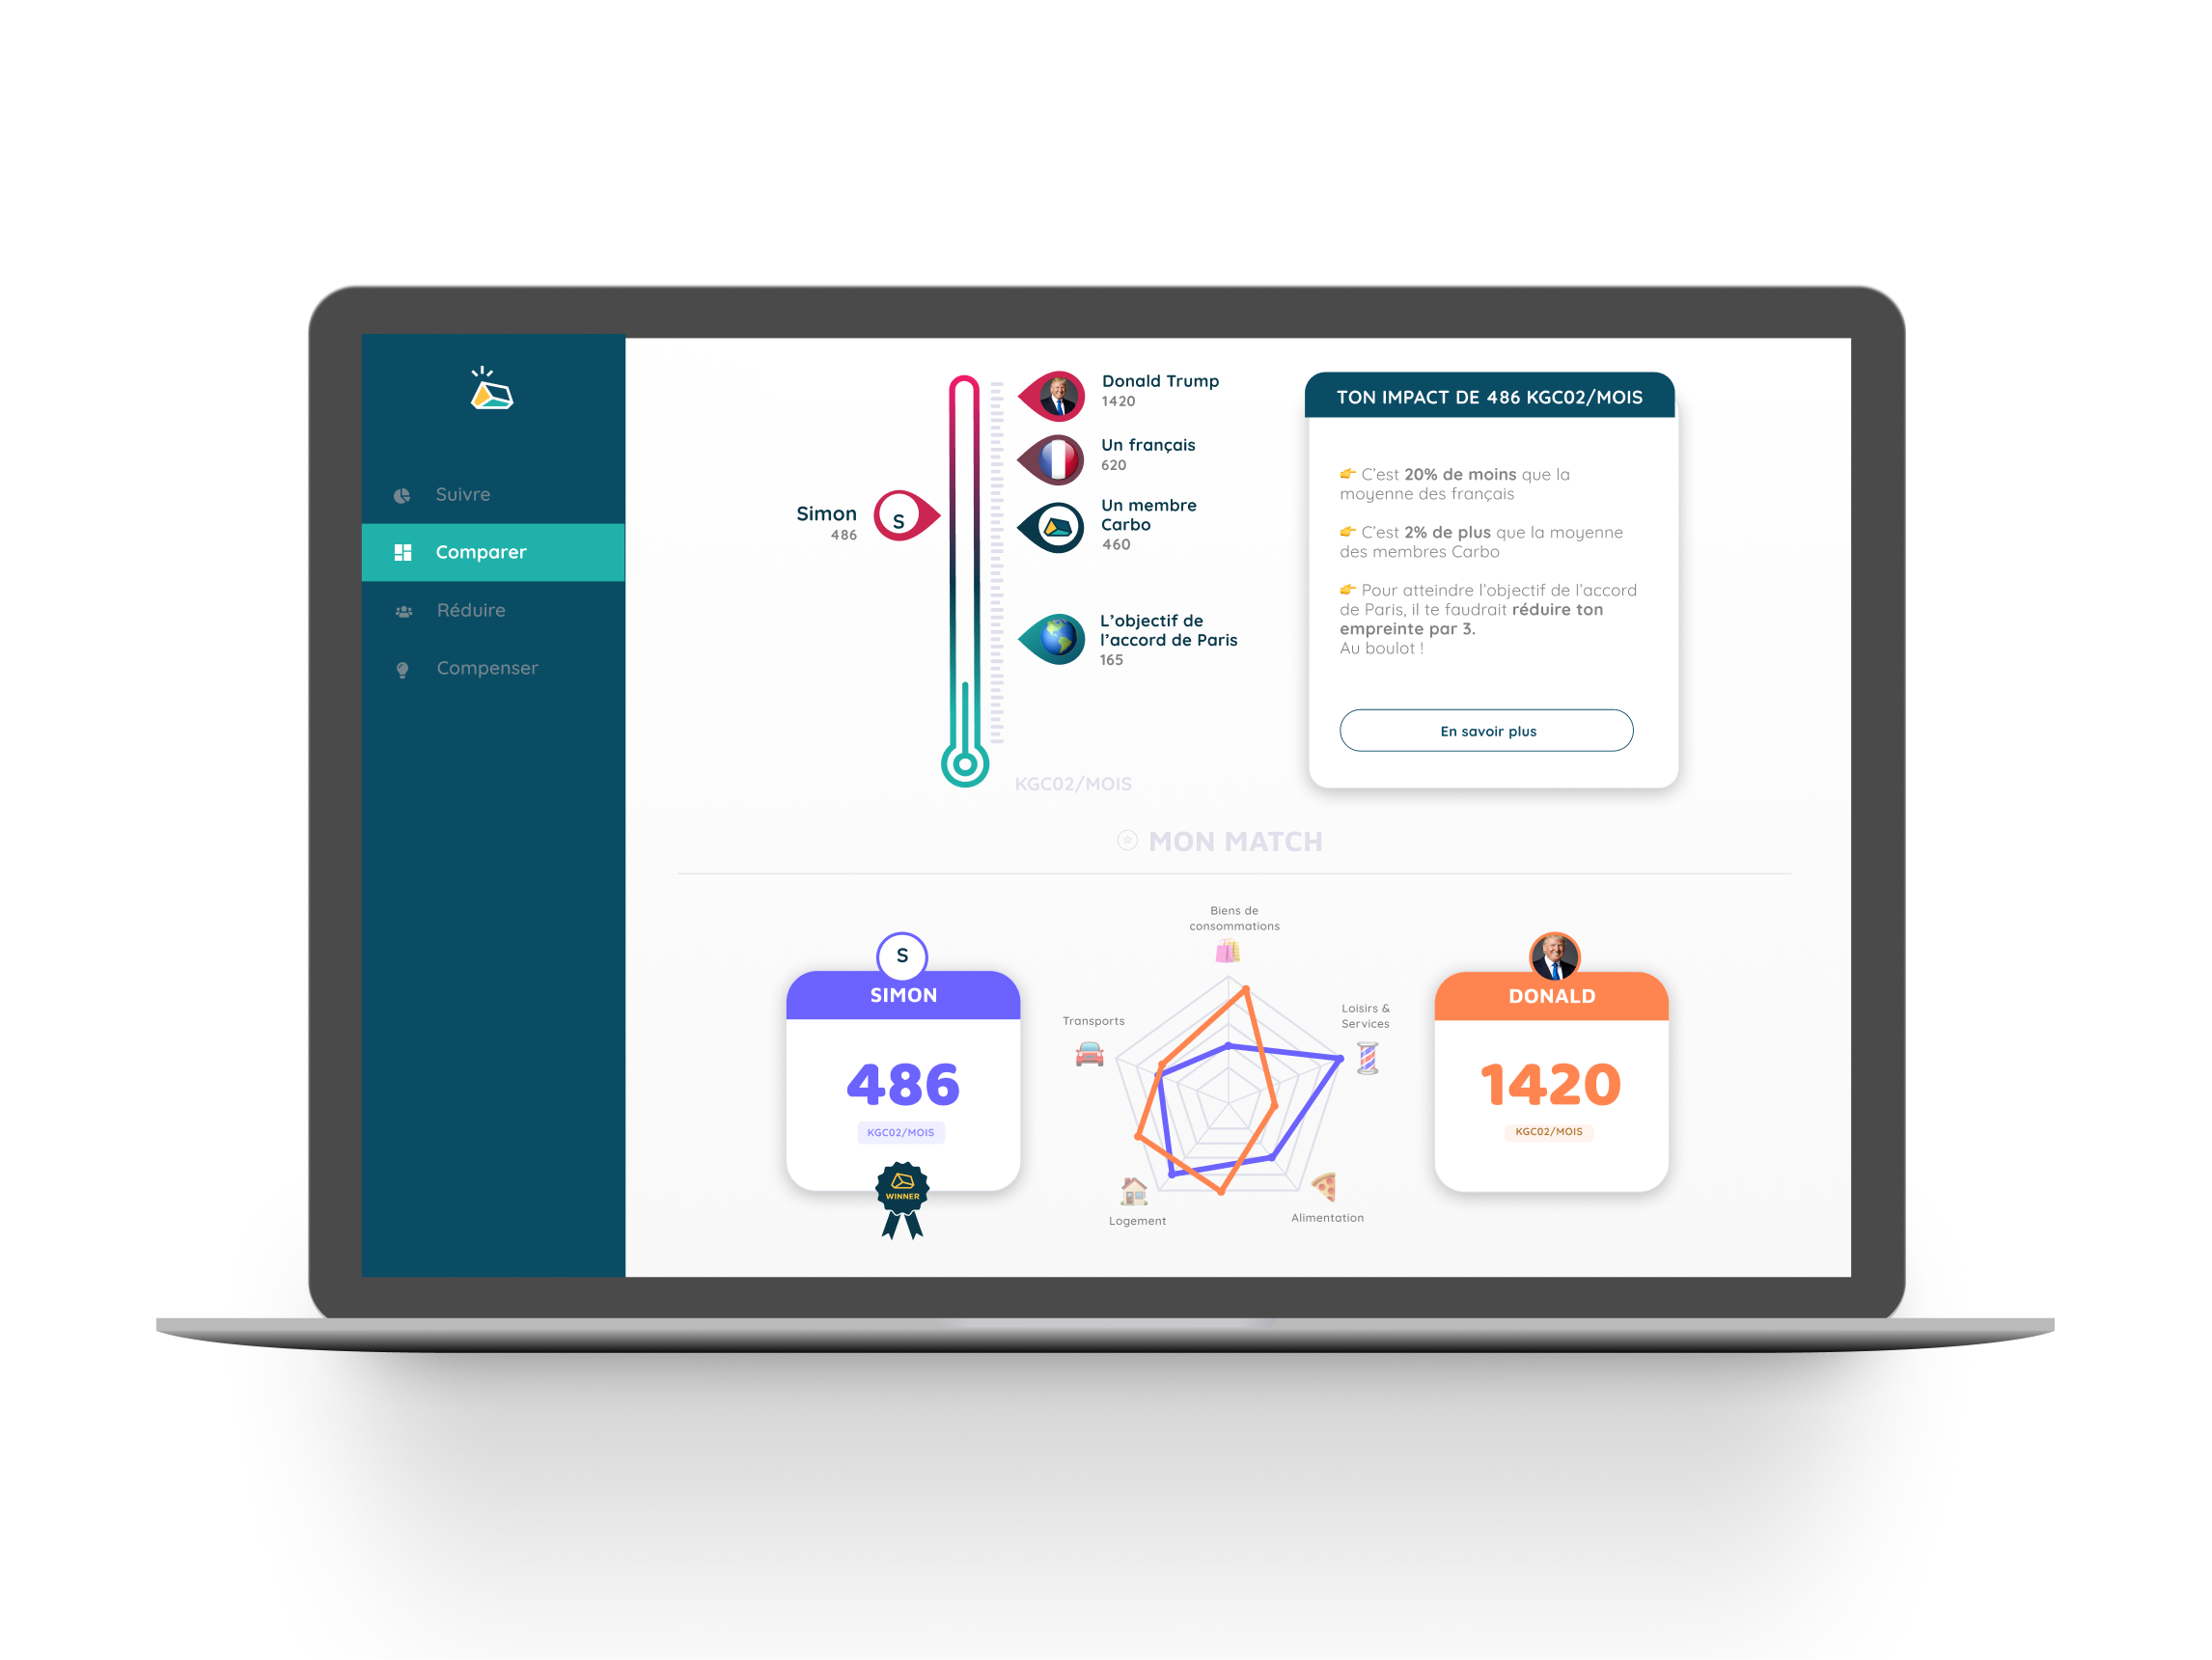 Suivre
Comparer
Réduire
Compenser
Simon
486
S
Donald Trump
1420
Un français
620
Un membre
Carbo
460
L'objectif de
l'accord de Paris
165
KGC02/MOIS
TON IMPACT DE 486 KGC02/MOIS
C'est 20% de moins que la
moyenne des français
C'est 2% de plus que la moyenne
des membres Carbo
Pour atteindre l'objectif de l'accord
de Paris, il te faudrait réduire ton
empreinte par 3.
Au boulot !
En savoir plus
MON MATCH
S
SIMON
486
KGC02/MOIS
WINNER
Biens de
consommations
Loisirs &
Services
Transports
Logement
Alimentation
DONALD
1420
KGC02/MOIS